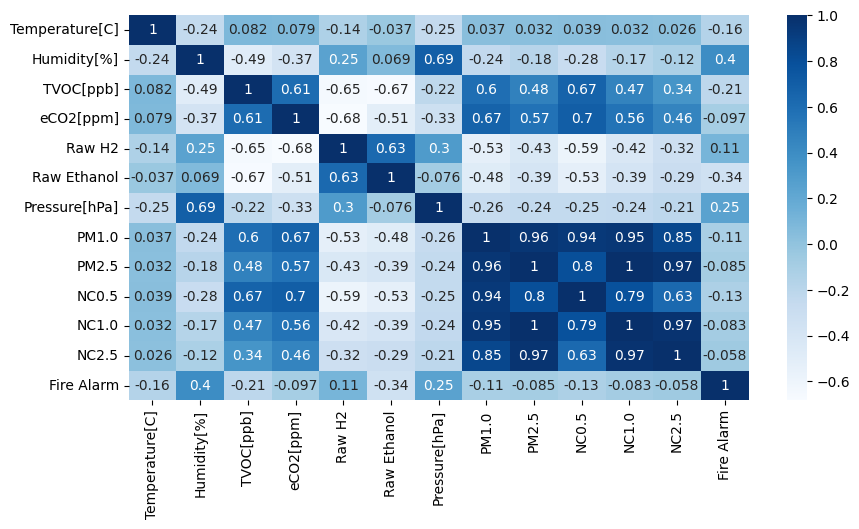 Temperature[C] 1 -0.24 0.082 0.079 -0.14 -0.037 -0.25 0.037 0.032 0.039 0.032 0.026 -0.16
Humidity[%] -0.24 1 -0.49 -0.37 0.25 0.069 0.69 -0.24 -0.18 -0.28 -0.17 -0.12 0.4
TVOC[ppb] 0.082 -0.49 1 0.61 -0.65 -0.67 -0.22 0.6 0.48 0.67 0.47 0.34 -0.21
eCO2[ppm] 0.079 -0.37 0.61 1 -0.68 -0.51 -0.33 0.67 0.57 0.7 0.56 0.46 -0.097
Raw H2 -0.14 0.25 -0.65 -0.68 1 0.63 0.3 -0.53 -0.43 -0.59 -0.42 -0.32 0.11
Raw Ethanol -0.037 0.069 -0.67 -0.51 0.63 1 -0.076 -0.48 -0.39 -0.53 -0.39 -0.29 -0.34
Pressure[hPa] -0.25 0.69 -0.22 -0.33 0.3 -0.076 1 -0.26 -0.24 -0.25 -0.24 -0.21 0.25
PM1.0 0.037 -0.24 0.6 0.67 -0.53 -0.48 -0.26 1 0.96 0.94 0.95 0.85 -0.11
PM2.5 0.032 -0.18 0.48 0.57 -0.43 -0.39 -0.24 0.96 1 0.8 1 0.97 -0.085
NC0.5 0.039 -0.28 0.67 0.7 -0.59 -0.53 -0.25 0.94 0.8 1 0.79 0.63 -0.13
NC1.0 0.032 -0.17 0.47 0.56 -0.42 -0.39 -0.24 0.95 1 0.79 1 0.97 -0.083
NC2.5 0.026 -0.12 0.34 0.46 -0.32 -0.29 -0.21 0.85 0.97 0.63 0.97 1 -0.058
Fire Alarm -0.16 0.4 -0.21 -0.097 0.11 -0.34 0.25 -0.11 -0.085 -0.13 -0.083 -0.058 1
Temperature[C]
Humidity[%]
TVOC[ppb]
eCO2[ppm]
Raw H2
Raw Ethanol
Pressure[hPa]
PM1.0
PM2.5
NC0.5
NC1.0
NC2.5
Fire Alarm
1.0
0.8
0.6
0.4
0.2
0.0
−0.2
−0.4
−0.6